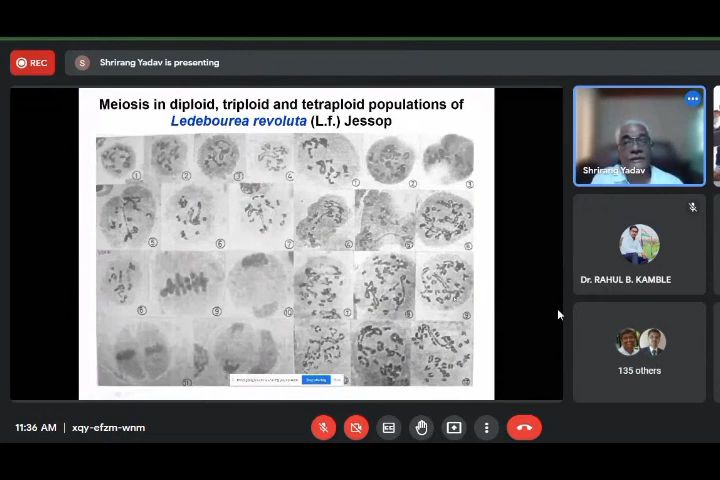 REC
S
Shrirang Yadav is presenting
Meiosis in diploid, triploid and tetraploid populations of
Ledebourea revoluta (L.f.) Jessop
Shrirang Yadav
Dr. RAHUL B. KAMBLE
135 others
11:36 AM | xqy-efzm-wnm